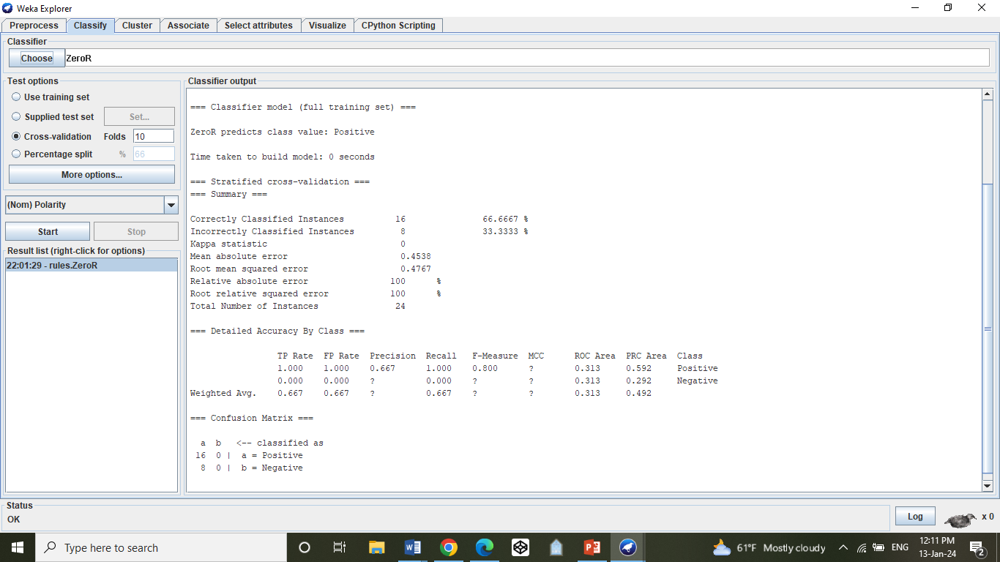 Weka Explorer
Preprocess Classify Cluster Associate Select attributes Visualize CPython Scripting
Classifier
Choose ZeroR
Test options
Use training set
Supplied test set Set...
Cross-validation Folds 10
Percentage split % 66
More options...
(Nom) Polarity
Start Stop
Result list (right-click for options)
22:01:29 - rules.ZeroR
Classifier output
=== Classifier model (full training set) ===
ZeroR predicts class value: Positive
Time taken to build model: 0 seconds
=== Stratified cross-validation ===
=== Summary ===
Correctly Classified Instances 16 66.6667 %
Incorrectly Classified Instances 8 33.3333 %
Kappa statistic 0
Mean absolute error 0.4538
Root mean squared error 0.4767
Relative absolute error 100 %
Root relative squared error 100 %
Total Number of Instances 24
=== Detailed Accuracy By Class ===
TP Rate FP Rate Precision Recall F-Measure MCC ROC Area PRC Area Class
1.000 1.000 0.667 1.000 0.800 ? 0.313 0.592 Positive
0.000 0.000 ? 0.000 ? ? 0.313 0.292 Negative
Weighted Avg. 0.667 0.667 ? 0.667 ? ? 0.313 0.492
=== Confusion Matrix ===
a b <-- classified as
16 0 | a = Positive
8 0 | b = Negative
Status
OK
Log x 0
Type here to search
61°F Mostly cloudy
ENG
12:11 PM
13-Jan-24
2